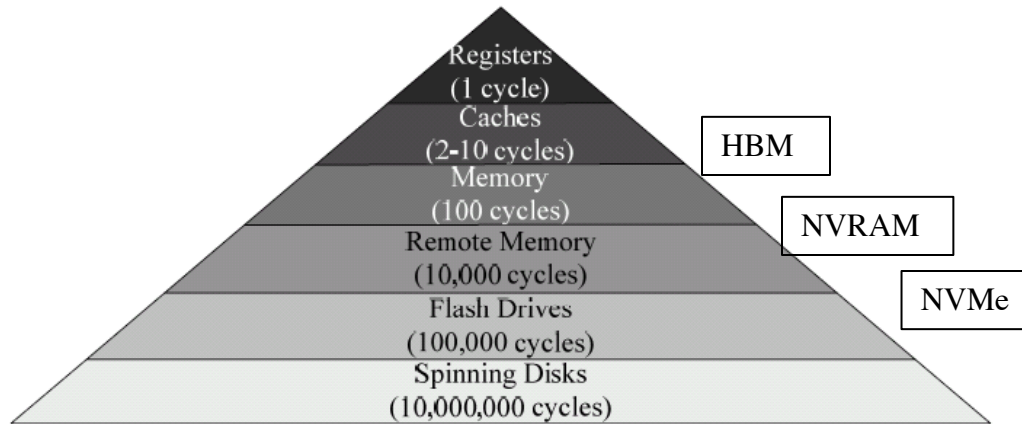 Registers
(1 cycle)
Caches
(2-10 cycles)
HBM
Memory
(100 cycles)
NVRAM
Remote Memory
(10,000 cycles)
NVMe
Flash Drives
(100,000 cycles)
Spinning Disks
(10,000,000 cycles)